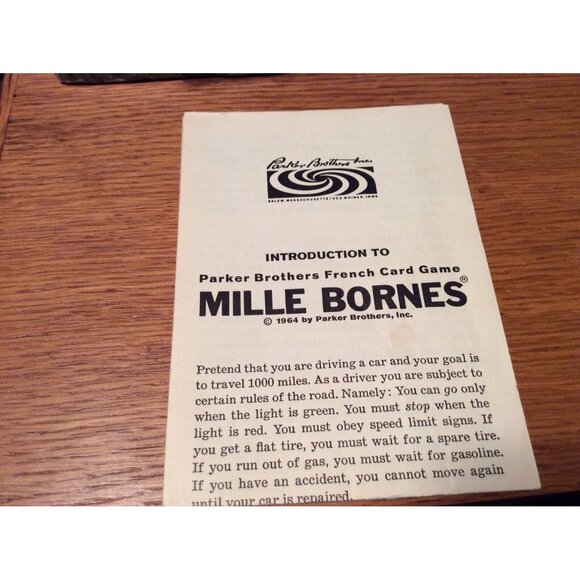 Parker Brothers Inc.
SALEM, MASSACHUSETTS • DES MOINES, IOWA
INTRODUCTION TO
Parker Brothers French Card Game
MILLE BORNES®
© 1964 by Parker Brothers, Inc.
Pretend that you are driving a car and your goal is
to travel 1000 miles. As a driver you are subject to
certain rules of the road. Namely: You can go only
when the light is green. You must stop when the
light is red. You must obey speed limit signs. If
you get a flat tire, you must wait for a spare tire.
If you run out of gas, you must wait for gasoline.
If you have an accident, you cannot move again
until your car is repaired.